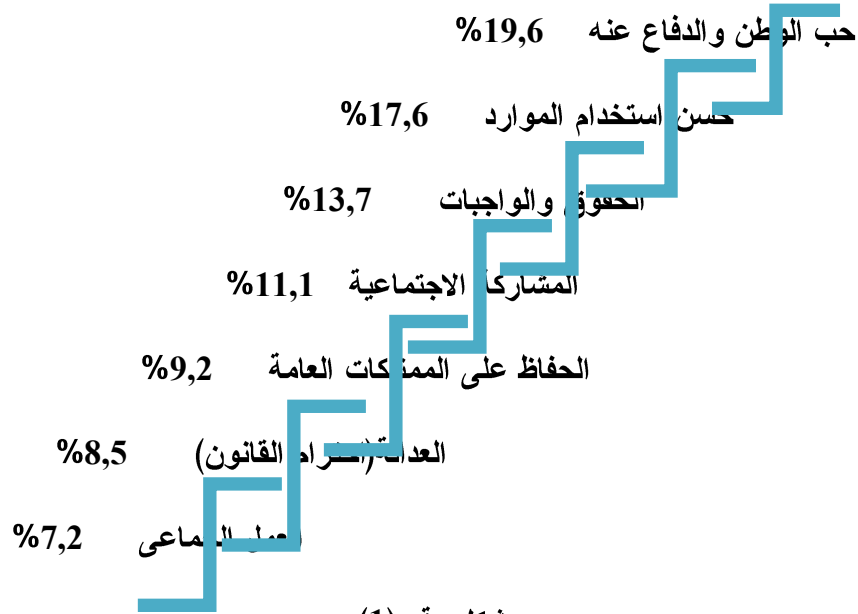 حب الوطن والدفاع عنه %19,6
حسن استخدام الموارد %17,6
الحقوق والواجبات %13,7
المشاركة الاجتماعية %11,1
الحفاظ على الممتلكات العامة %9,2
العدالة(احترام القانون) %8,5
العمل الجماعى %7,2